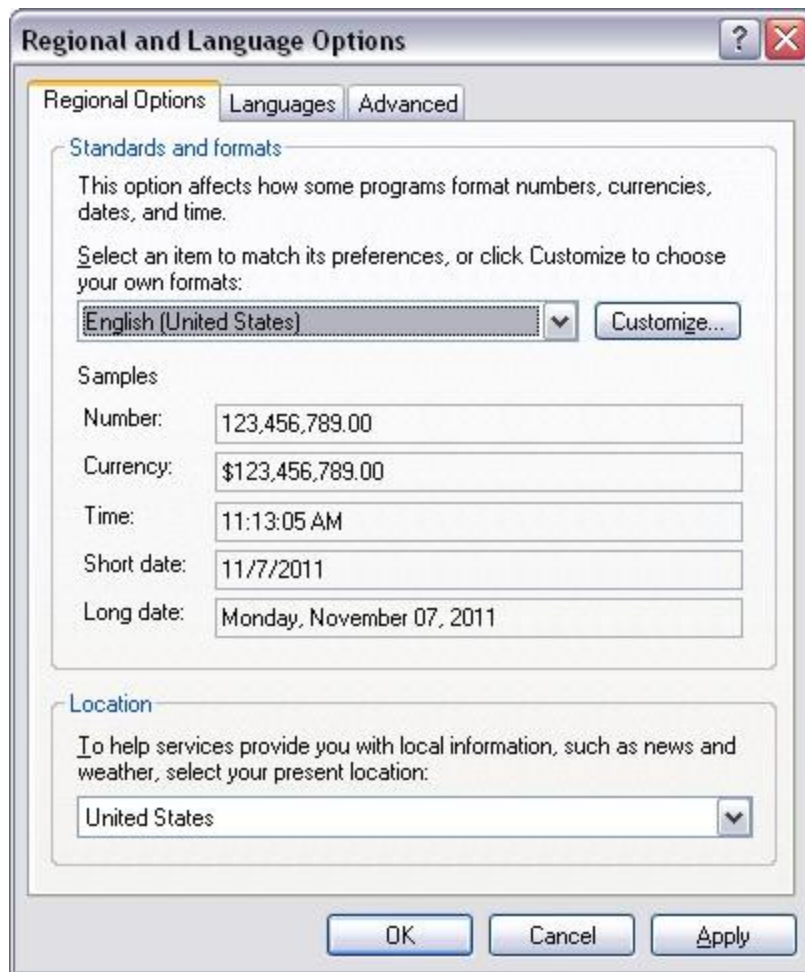 Regional and Language Options
Regional Options Languages Advanced
Standards and formats
This option affects how some programs format numbers, currencies,
dates, and time.
Select an item to match its preferences, or click Customize to choose
your own formats:
English (United States) Customize...
Samples
Number: 123,456,789.00
Currency: $123,456,789.00
Time: 11:13:05 AM
Short date: 11/7/2011
Long date: Monday, November 07, 2011
Location
To help services provide you with local information, such as news and
weather, select your present location:
United States
OK Cancel Apply